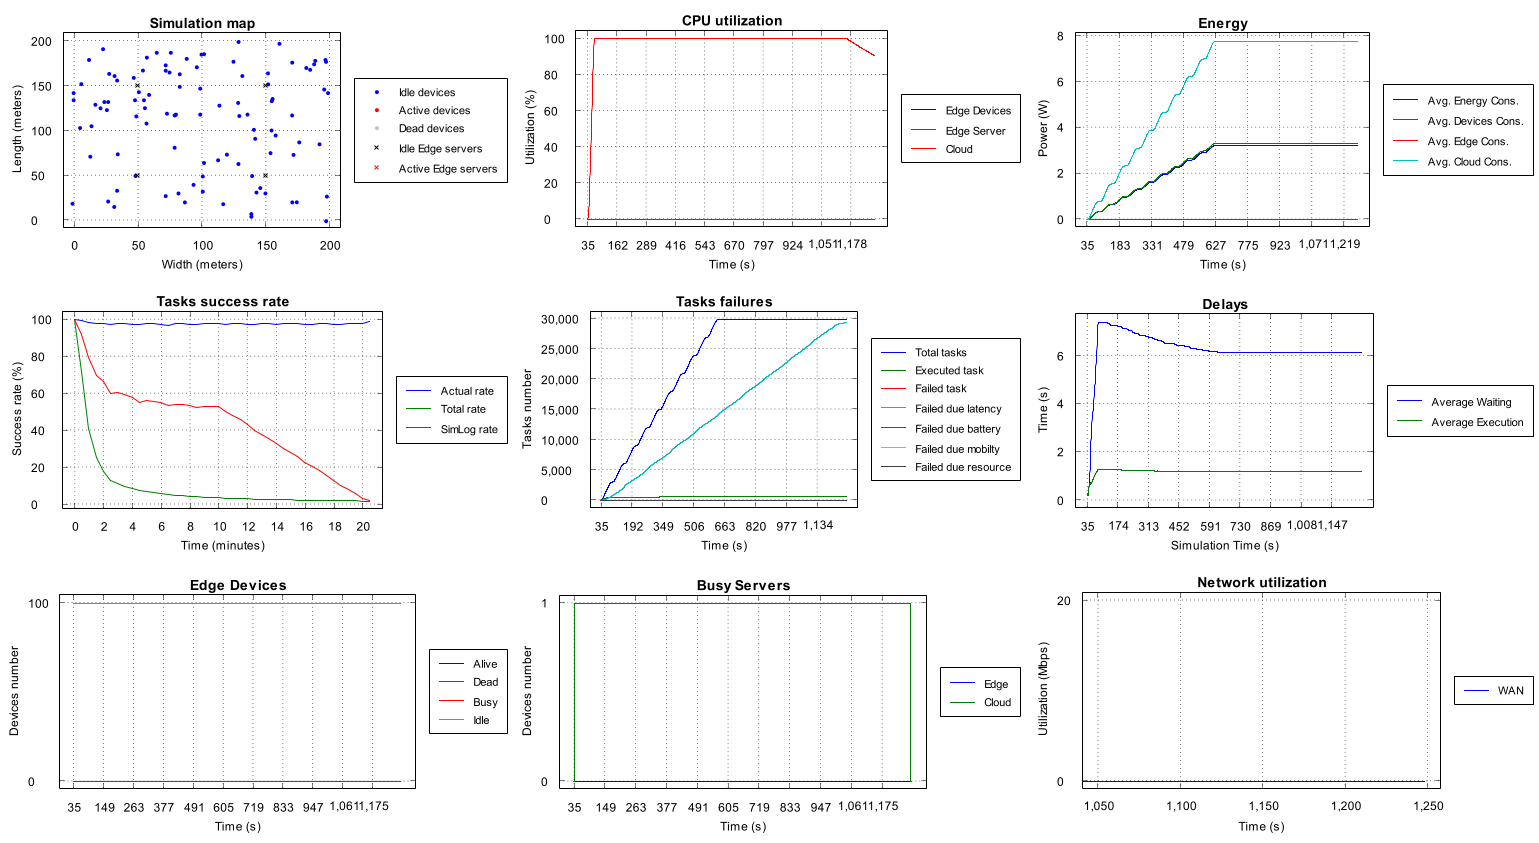 Simulation map
Length (meters)
200
150
100
50
0
0 50 100 150 200
Width (meters)
Idle devices
Active devices
Dead devices
Idle Edge servers
Active Edge servers
CPU utilization
Utilization (%)
100
80
60
40
20
0
35 162 289 416 543 670 797 924 1,051 1,178
Time (s)
Edge Devices
Edge Server
Cloud
Energy
Power (W)
8
6
4
2
0
35 183 331 479 627 775 923 1,071 1,219
Time (s)
Avg. Energy Cons.
Avg. Devices Cons.
Avg. Edge Cons.
Avg. Cloud Cons.
Tasks success rate
Success rate (%)
100
80
60
40
20
0
0 2 4 6 8 10 12 14 16 18 20
Time (minutes)
Actual rate
Total rate
SimLog rate
Tasks failures
Tasks number
30,000
25,000
20,000
15,000
10,000
5,000
0
35 192 349 506 663 820 977 1,134
Time (s)
Total tasks
Executed task
Failed task
Failed due latency
Failed due battery
Failed due mobilty
Failed due resource
Delays
Time (s)
6
4
2
0
35 174 313 452 591 730 869 1,008 1,147
Simulation Time (s)
Average Waiting
Average Execution
Edge Devices
Devices number
100
0
35 149 263 377 491 605 719 833 947 1,061 1,175
Time (s)
Alive
Dead
Busy
Idle
Busy Servers
Devices number
1
0
35 149 263 377 491 605 719 833 947 1,061 1,175
Time (s)
Edge
Cloud
Network utilization
Utilization (Mbps)
20
0
1,050 1,100 1,150 1,200 1,250
Time (s)
WAN